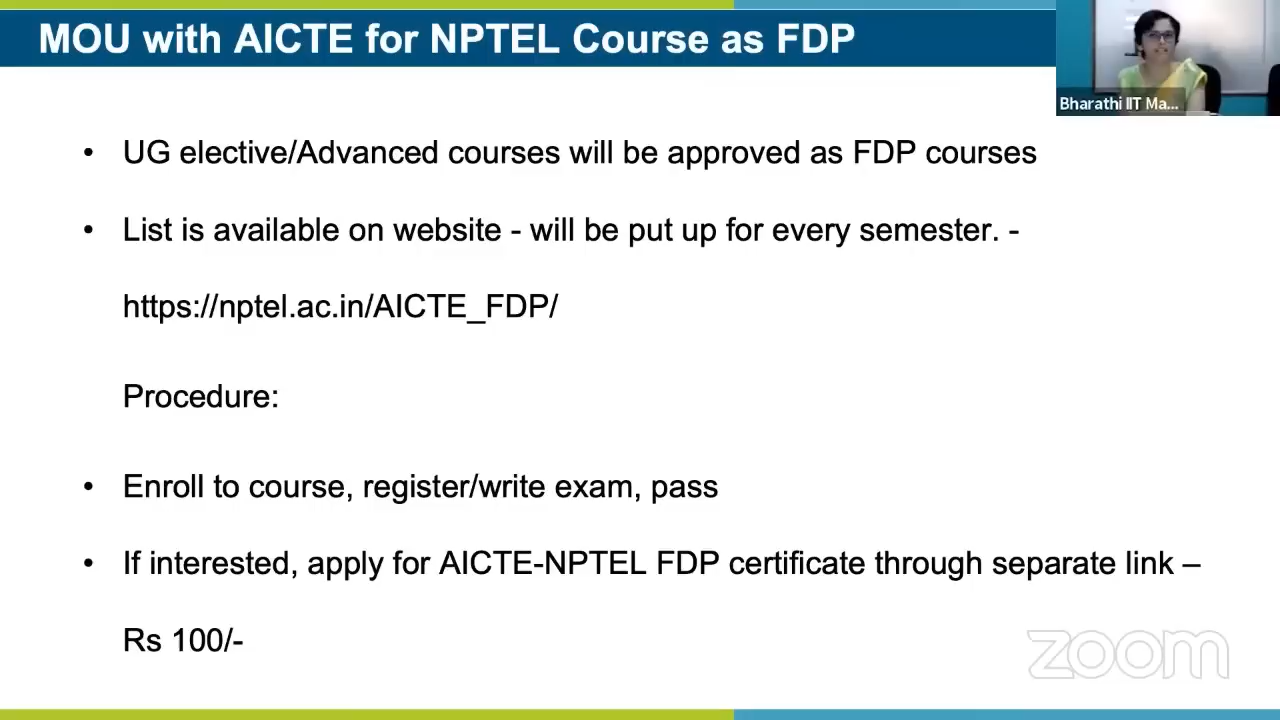 MOU with AICTE for NPTEL Course as FDP
Bharathi IIT Ma...
• UG elective/Advanced courses will be approved as FDP courses
• List is available on website - will be put up for every semester. -
https://nptel.ac.in/AICTE_FDP/
Procedure:
• Enroll to course, register/write exam, pass
• If interested, apply for AICTE-NPTEL FDP certificate through separate link –
Rs 100/-
zoom